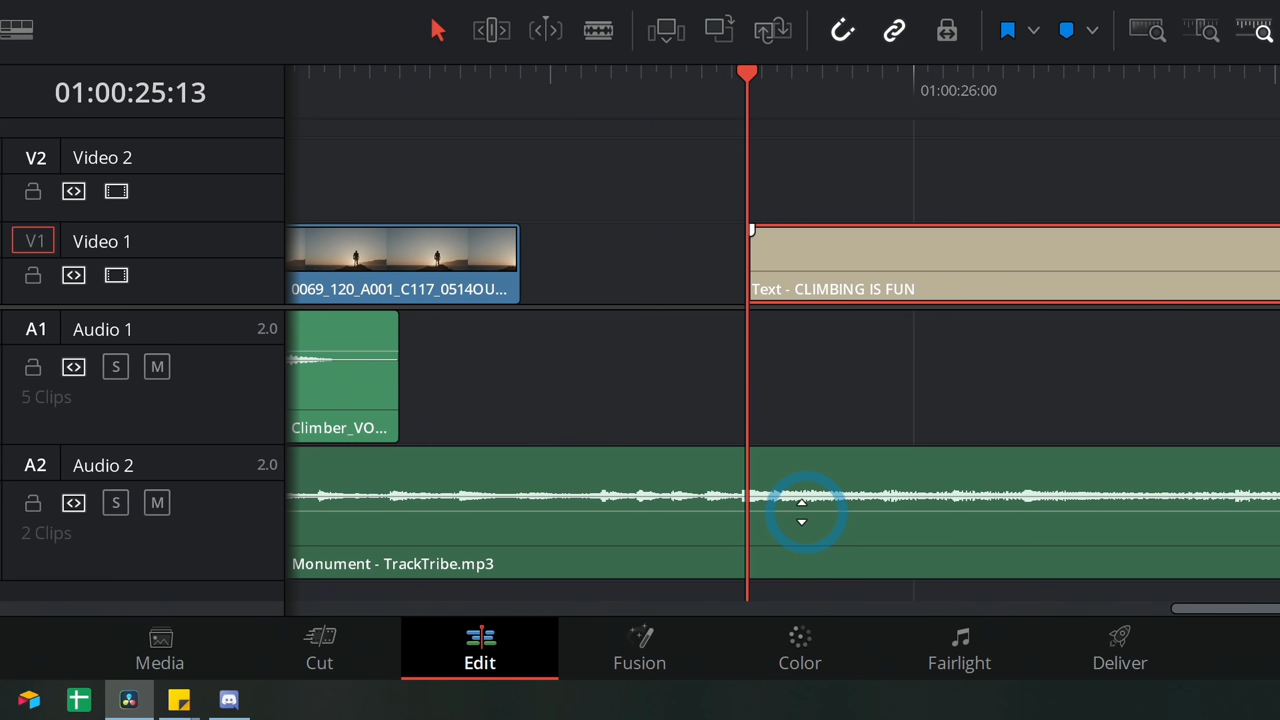 01:00:25:13
01:00:26:00
V2 Video 2
V1 Video 1
0069_120_A001_C117_0514OU...
Text - CLIMBING IS FUN
A1 Audio 1 2.0
S M
5 Clips
Climber_VO...
A2 Audio 2 2.0
S M
2 Clips
Monument - TrackTribe.mp3
Media Cut Edit Fusion Color Fairlight Deliver